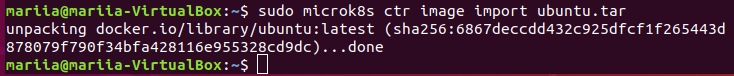 mariia@mariia-VirtualBox:~$ sudo microk8s ctr image import ubuntu.tar
unpacking docker.io/library/ubuntu:latest (sha256:6867deccdd432c925dfcf1f265443d
878079f790f34bfa428116e955328cd9dc)...done
mariia@mariia-VirtualBox:~$